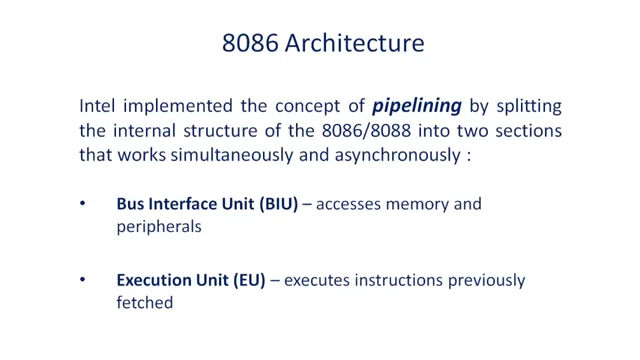 8086 Architecture
Intel implemented the concept of pipelining by splitting
the internal structure of the 8086/8088 into two sections
that works simultaneously and asynchronously :
• Bus Interface Unit (BIU) – accesses memory and
peripherals
• Execution Unit (EU) – executes instructions previously
fetched